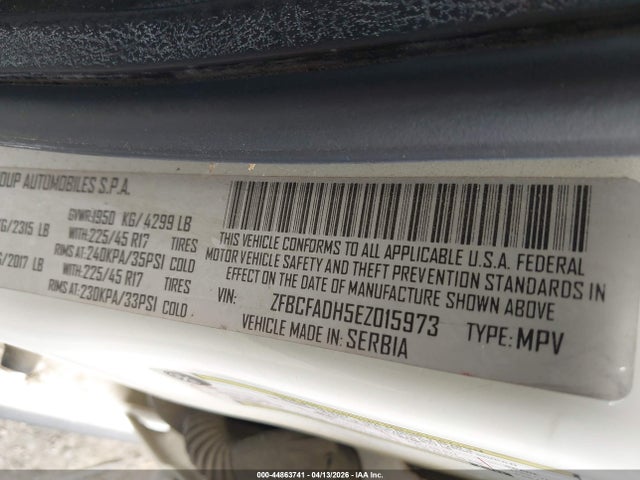 OUP AUTOMOBILES S.P.A.
GVWR:1950 KG/ 4299 LB
G/2315 LB WITH:225/45 R17 TIRES
RIMS AT: 240KPA/35PSI COLD
/2017 LB WITH:225/45 R17 TIRES
RIMS AT: 230KPA/33PSI COLD
THIS VEHICLE CONFORMS TO ALL APPLICABLE U.S.A. FEDERAL
MOTOR VEHICLE SAFETY AND THEFT PREVENTION STANDARDS IN
EFFECT ON THE DATE OF MANUFACTURE SHOWN ABOVE
VIN: ZFBCFADH5EZ015973 TYPE: MPV
VEHICLE MADE IN: SERBIA
00-44863741 - 04/13/2026 - IAA Inc.